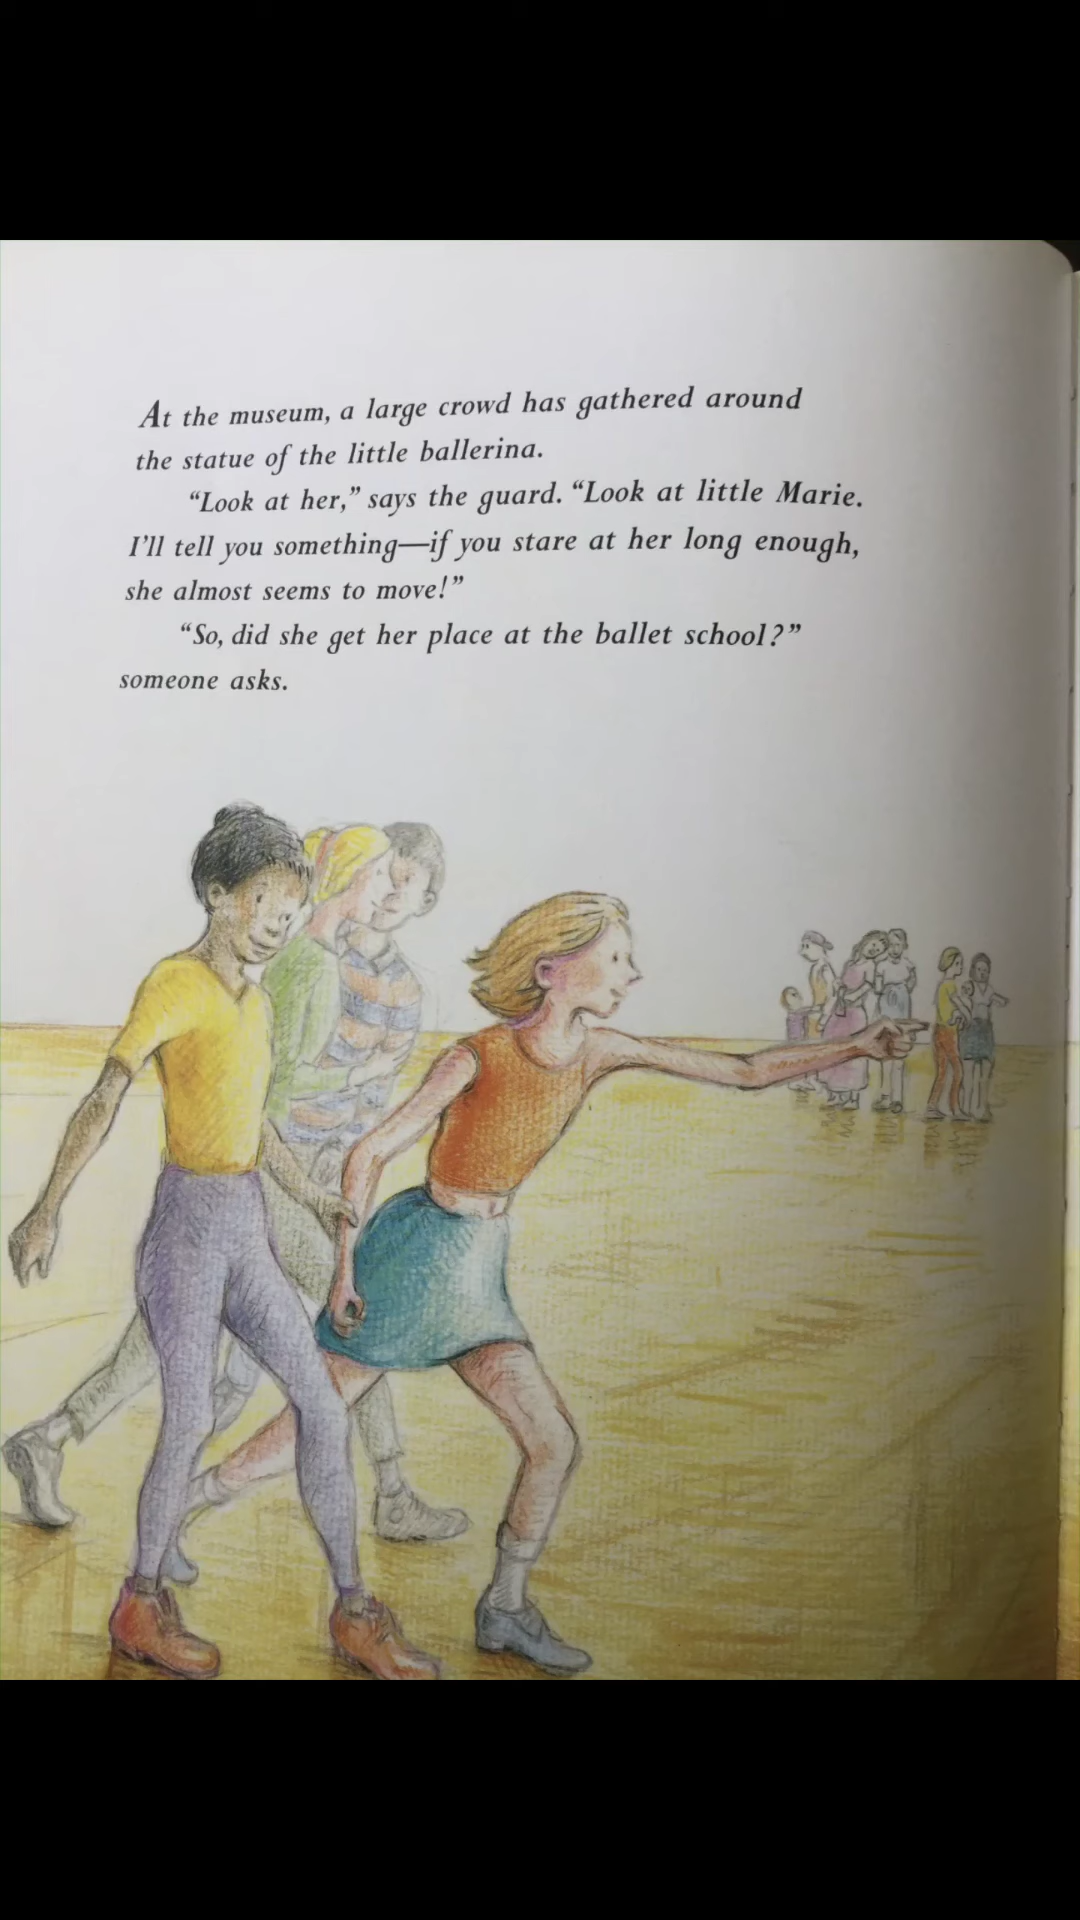 At the museum, a large crowd has gathered around
the statue of the little ballerina.
“Look at her,” says the guard. “Look at little Marie.
I’ll tell you something—if you stare at her long enough,
she almost seems to move!”
“So, did she get her place at the ballet school?”
someone asks.